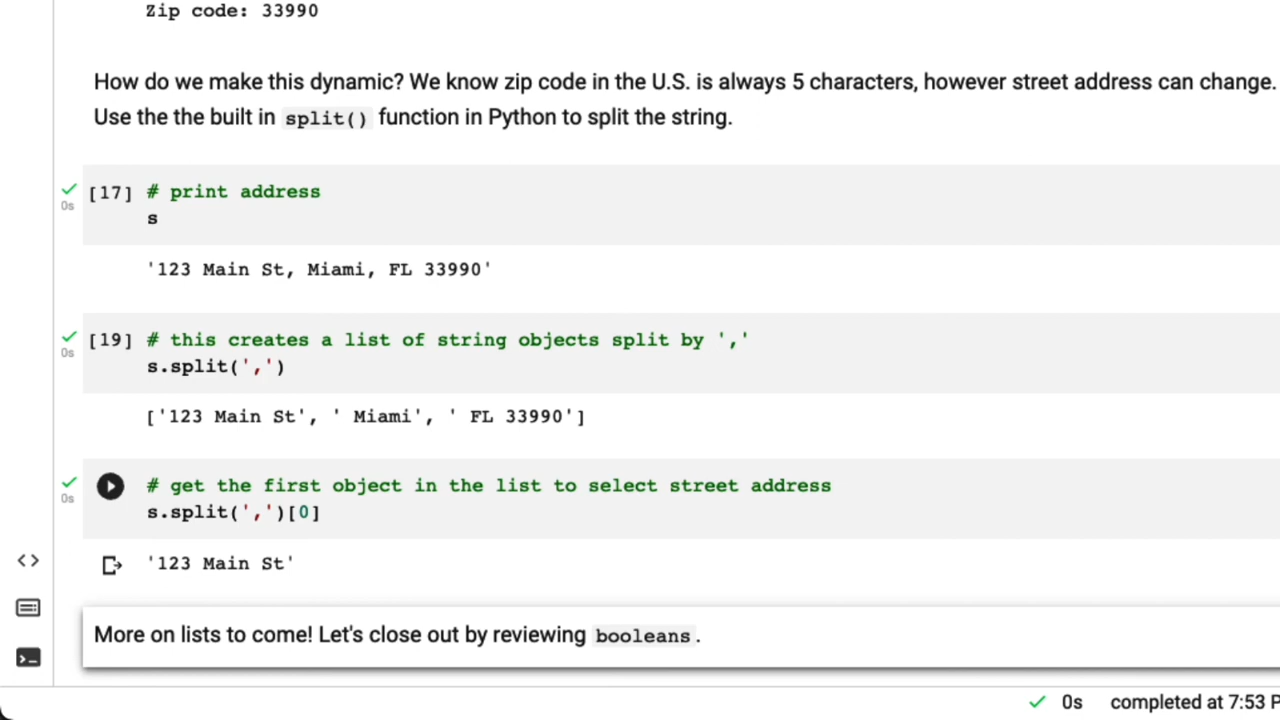 Zip code: 33990
How do we make this dynamic? We know zip code in the U.S. is always 5 characters, however street address can change.
Use the the built in split() function in Python to split the string.
[17] # print address
0s
s
'123 Main St, Miami, FL 33990'
[19] # this creates a list of string objects split by ','
0s
s.split(',')
['123 Main St', ' Miami', ' FL 33990']
# get the first object in the list to select street address
0s
s.split(',')[0]
'123 Main St'
More on lists to come! Let's close out by reviewing booleans.
0s completed at 7:53 P